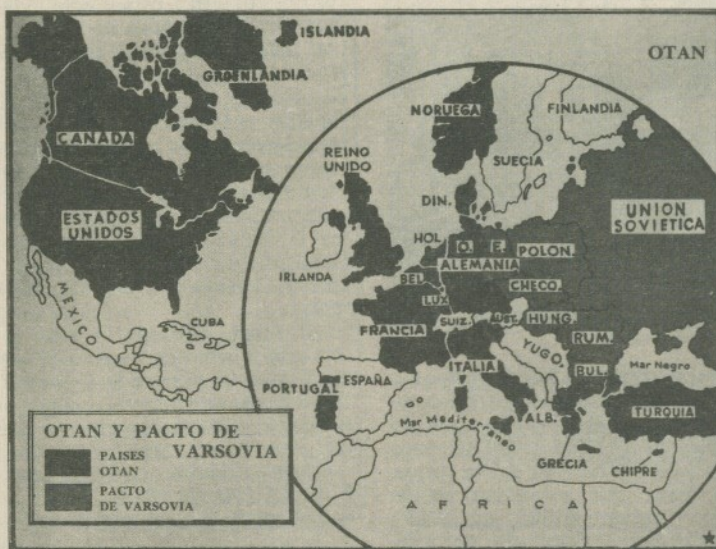 ISLANDIA
OTAN
GROENLANDIA
CANADA
NORUEGA
FINLANDIA
REINO
UNIDO
SUECIA
ESTADOS
UNIDOS
DIN.
UNION
SOVIETICA
HOL
O. E.
POLON.
ALEMANIA
IRLANDA
BEL
CHECO.
LUX
MEXICO
CUBA
FRANCIA
SUIZ.
AUST.
HUNG.
YUGO.
RUM.
Mar Negro
ITALIA
BUL.
PORTUGAL
ESPAÑA
TURQUIA
ALB.
Mar Mediterraneo
GRECIA
CHIPRE
AFRICA
OTAN Y PACTO DE
VARSOVIA
PAISES
OTAN
PACTO
DE VARSOVIA